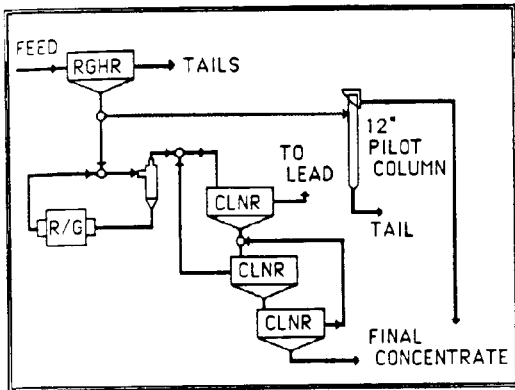 FEED
RGHR
TAILS
12"
PILOT
COLUMN
TO
LEAD
CLNR
R/G
TAIL
CLNR
CLNR
FINAL
CONCENTRATE